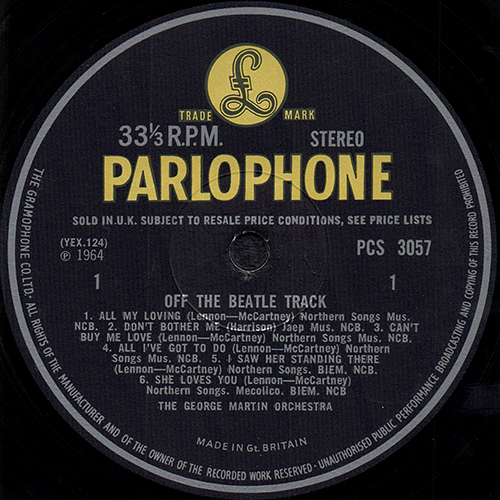 £
TRADE MARK
33⅓ R.P.M. STEREO
PARLOPHONE
SOLD IN U.K. SUBJECT TO RESALE PRICE CONDITIONS, SEE PRICE LISTS
(YEX.124) PCS 3057
℗ 1964
1 1
OFF THE BEATLE TRACK
1. ALL MY LOVING (Lennon—McCartney) Northern Songs Mus.
NCB. 2. DON'T BOTHER ME (Harrison) Jaep Mus. NCB. 3. CAN'T
BUY ME LOVE (Lennon—McCartney) Northern Songs Mus. NCB.
4. ALL I'VE GOT TO DO (Lennon—McCartney) Northern
Songs Mus. NCB. 5. I SAW HER STANDING THERE
(Lennon—McCartney) Northern Songs. BIEM. NCB.
6. SHE LOVES YOU (Lennon—McCartney)
Northern Songs. Mecolico. BIEM. NCB
THE GEORGE MARTIN ORCHESTRA
MADE IN Gt. BRITAIN
THE GRAMOPHONE CO. LTD. ALL RIGHTS OF THE MANUFACTURER AND OF THE OWNER OF THE RECORDED WORK RESERVED · UNAUTHORISED PUBLIC PERFORMANCE BROADCASTING AND COPYING OF THIS RECORD PROHIBITED